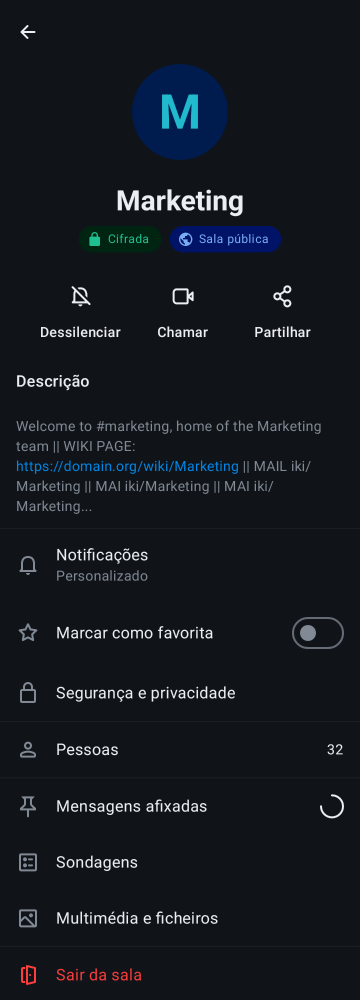 M
Marketing
Cifrada
Sala pública
Dessilenciar
Chamar
Partilhar
Descrição
Welcome to #marketing, home of the Marketing
team || WIKI PAGE:
https://domain.org/wiki/Marketing || MAIL iki/
Marketing || MAI iki/Marketing || MAI iki/
Marketing...
Notificações
Personalizado
Marcar como favorita
Segurança e privacidade
Pessoas 32
Mensagens afixadas
Sondagens
Multimédia e ficheiros
Sair da sala